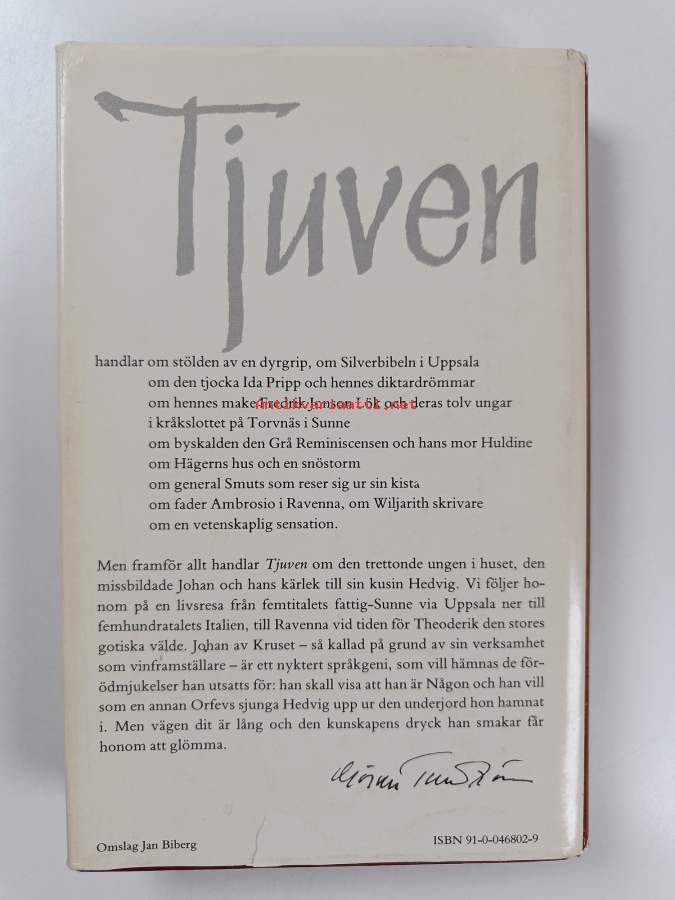 Tjuven
handlar om stölden av en dyrgrip, om Silverbibeln i Uppsala
om den tjocka Ida Pripp och hennes diktardrömmar
om hennes make Fredrik Jonson Lök och deras tolv ungar
Antikvariaatti.net
i kråkslottet på Torvnäs i Sunne
om byskalden den Grå Reminiscensen och hans mor Huldine
om Hägerns hus och en snöstorm
om general Smuts som reser sig ur sin kista
om fader Ambrosio i Ravenna, om Wiljarith skrivare
om en vetenskaplig sensation.
Men framför allt handlar Tjuven om den trettonde ungen i huset, den
missbildade Johan och hans kärlek till sin kusin Hedvig. Vi följer ho-
nom på en livsresa från femtitalets fattig-Sunne via Uppsala ner till
femhundratalets Italien, till Ravenna vid tiden för Theoderik den stores
gotiska välde. Johan av Kruset – så kallad på grund av sin verksamhet
som vinframställare – är ett nyktert språkgeni, som vill hämnas de för-
ödmjukelser han utsatts för: han skall visa att han är Någon och han vill
som en annan Orfevs sjunga Hedvig upp ur den underjord hon hamnat
i. Men vägen dit är lång och den kunskapens dryck han smakar får
honom att glömma.
Göran Tunström
Omslag Jan Biberg
ISBN 91-0-046802-9